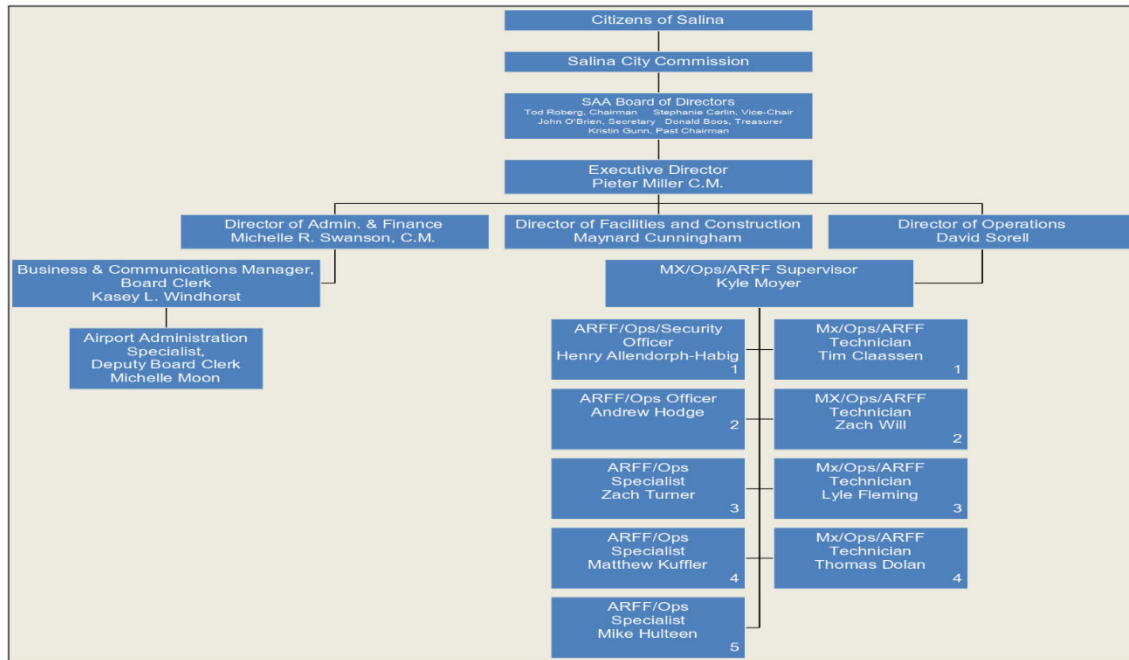 Citizens of Salina
Salina City Commission
SAA Board of Directors
Tod Roberg, Chairman Stephanie Carlin, Vice-Chair
John O'Brien, Secretary Donald Boos, Treasurer
Kristin Gunn, Past Chairman
Executive Director
Pieter Miller C.M.
Director of Admin. & Finance
Michelle R. Swanson, C.M.
Director of Facilities and Construction
Maynard Cunningham
Director of Operations
David Sorell
Business & Communications Manager,
Board Clerk
Kasey L. Windhorst
MX/Ops/ARFF Supervisor
Kyle Moyer
Airport Administration
Specialist,
Deputy Board Clerk
Michelle Moon
ARFF/Ops/Security
Officer
Henry Allendorph-Habig
1
Mx/Ops/ARFF
Technician
Tim Claassen
1
ARFF/Ops Officer
Andrew Hodge
2
MX/Ops/ARFF
Technician
Zach Will
2
ARFF/Ops
Specialist
Zach Turner
3
Mx/Ops/ARFF
Technician
Lyle Fleming
3
ARFF/Ops
Specialist
Matthew Kuffler
4
Mx/Ops/ARFF
Technician
Thomas Dolan
4
ARFF/Ops
Specialist
Mike Hulteen
5